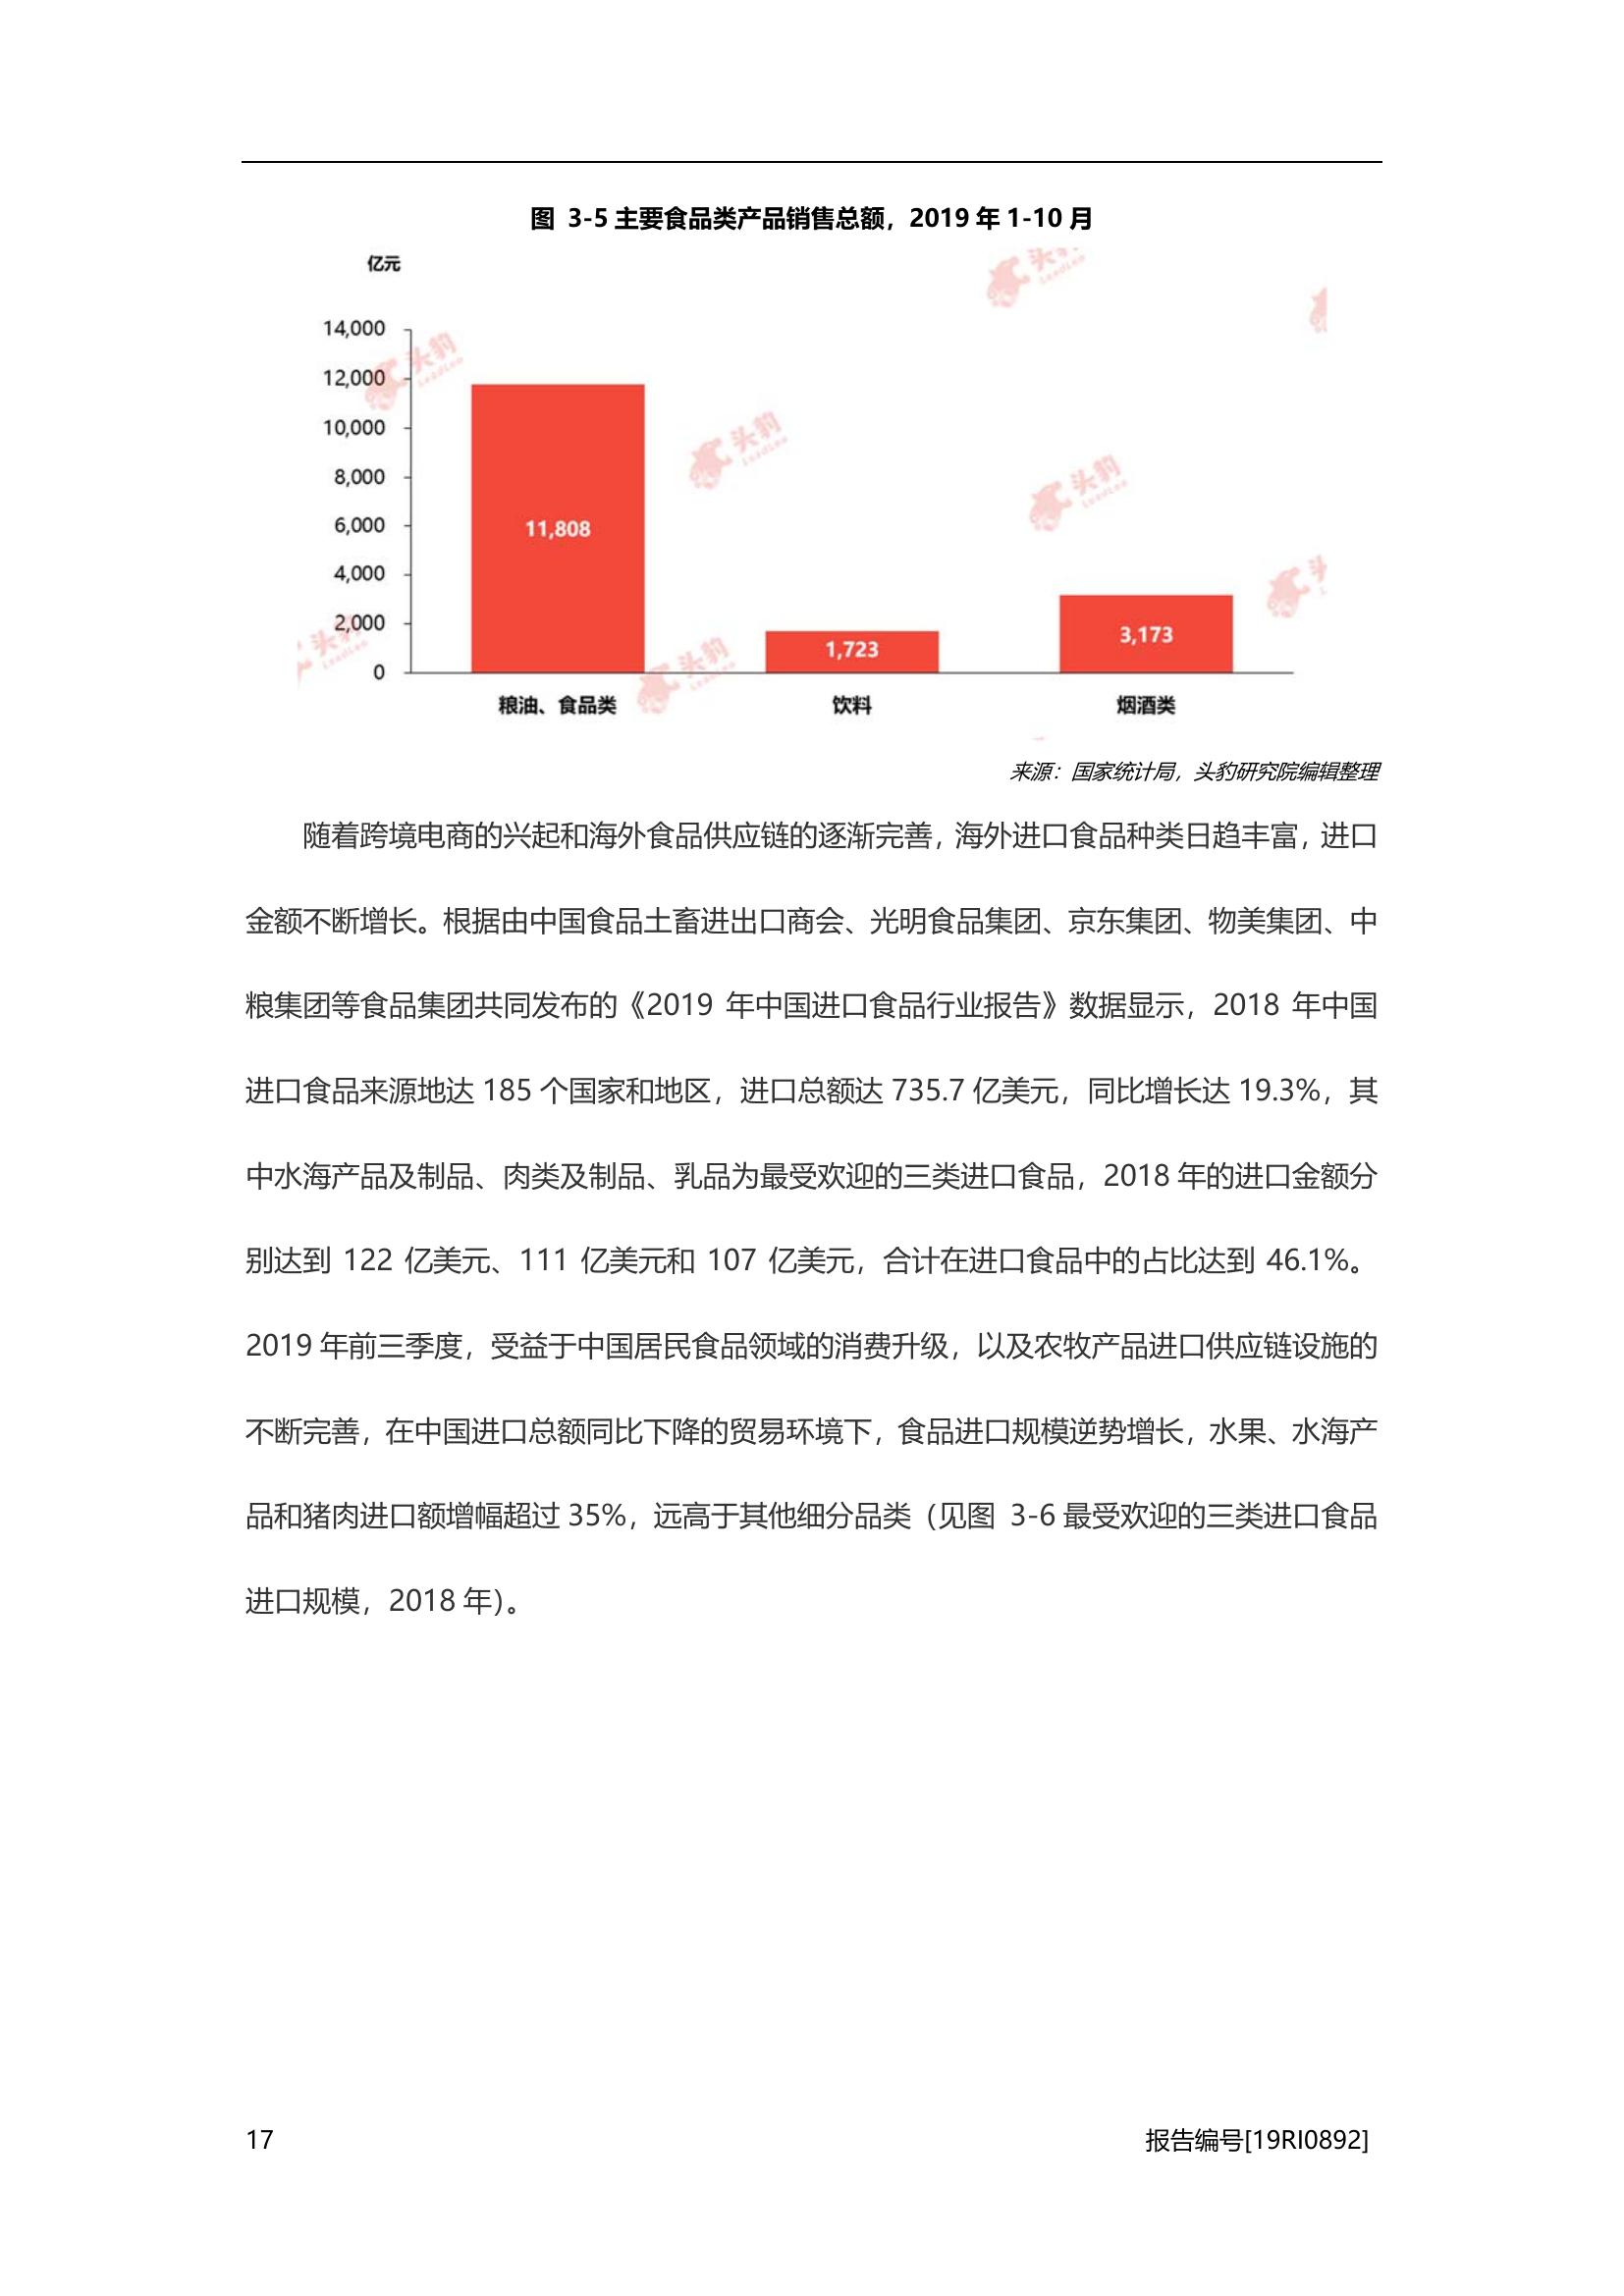 图 3-5 主要食品类产品销售总额，2019 年 1-10 月
亿元
14,000
12,000
10,000
8,000
6,000
4,000
2,000
0
11,808
1,723
3,173
粮油、食品类
饮料
烟酒类
头豹
LeadLeo
头豹
LeadLeo
头豹
LeadLeo
头豹
LeadLeo
头豹
LeadLeo
头豹
LeadLeo
来源：国家统计局，头豹研究院编辑整理
随着跨境电商的兴起和海外食品供应链的逐渐完善，海外进口食品种类日趋丰富，进口
金额不断增长。根据由中国食品土畜进出口商会、光明食品集团、京东集团、物美集团、中
粮集团等食品集团共同发布的《2019 年中国进口食品行业报告》数据显示，2018 年中国
进口食品来源地达 185 个国家和地区，进口总额达 735.7 亿美元，同比增长达 19.3%，其
中水海产品及制品、肉类及制品、乳品为最受欢迎的三类进口食品，2018 年的进口金额分
别达到 122 亿美元、111 亿美元和 107 亿美元，合计在进口食品中的占比达到 46.1%。
2019 年前三季度，受益于中国居民食品领域的消费升级，以及农牧产品进口供应链设施的
不断完善，在中国进口总额同比下降的贸易环境下，食品进口规模逆势增长，水果、水海产
品和猪肉进口额增幅超过 35%，远高于其他细分品类（见图 3-6 最受欢迎的三类进口食品
进口规模，2018 年）。
17
报告编号[19RI0892]